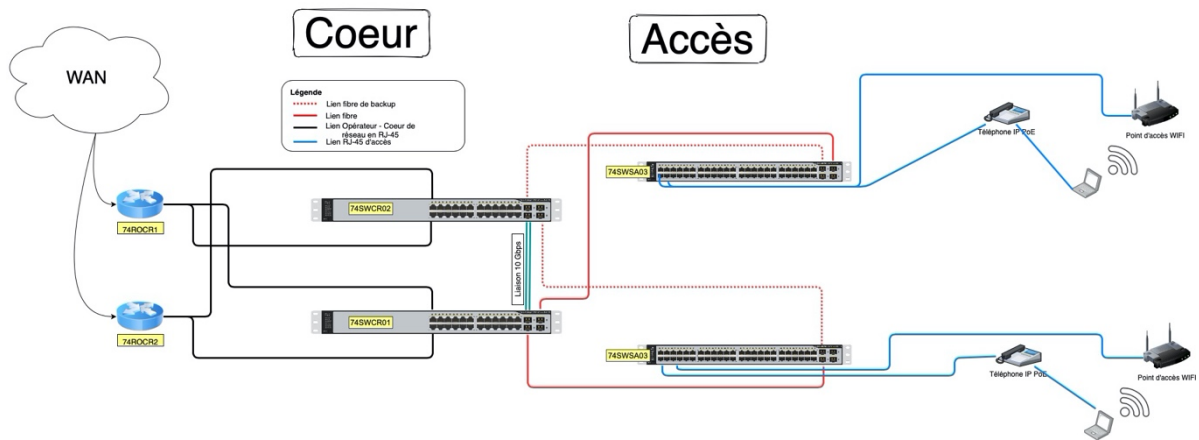 Coeur
Accès
WAN
Légende
Lien fibre de backup
Lien fibre
Lien Opérateur - Coeur de
réseau en RJ-45
Lien RJ-45 d'accès
Téléphone IP PoE
Point d'accès WIFI
74SWSA03
74SWCR02
74ROCR1
Liaison 10 Gbps
74SWCR01
74ROCR2
74SWSA03
Téléphone IP PoE
Point d'accès WIFI